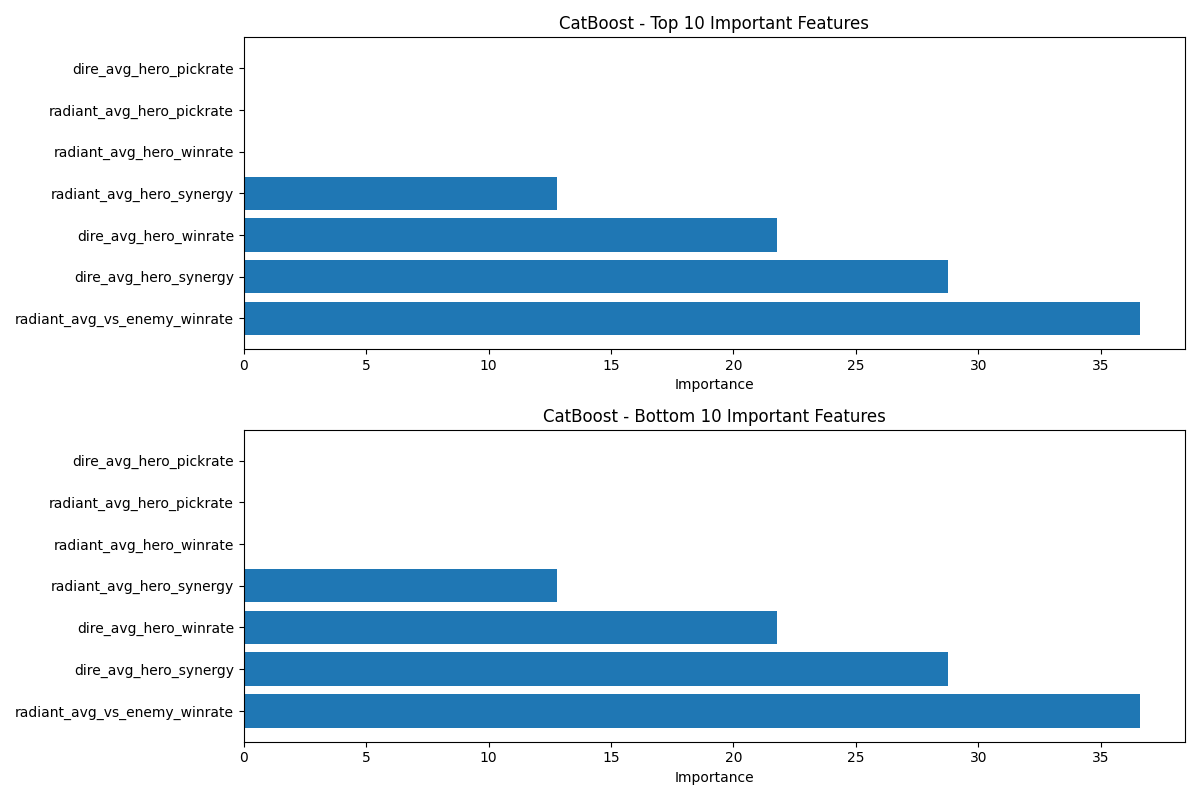 CatBoost - Top 10 Important Features
dire_avg_hero_pickrate
radiant_avg_hero_pickrate
radiant_avg_hero_winrate
radiant_avg_hero_synergy
dire_avg_hero_winrate
dire_avg_hero_synergy
radiant_avg_vs_enemy_winrate
0 5 10 15 20 25 30 35
Importance
CatBoost - Bottom 10 Important Features
dire_avg_hero_pickrate
radiant_avg_hero_pickrate
radiant_avg_hero_winrate
radiant_avg_hero_synergy
dire_avg_hero_winrate
dire_avg_hero_synergy
radiant_avg_vs_enemy_winrate
0 5 10 15 20 25 30 35
Importance